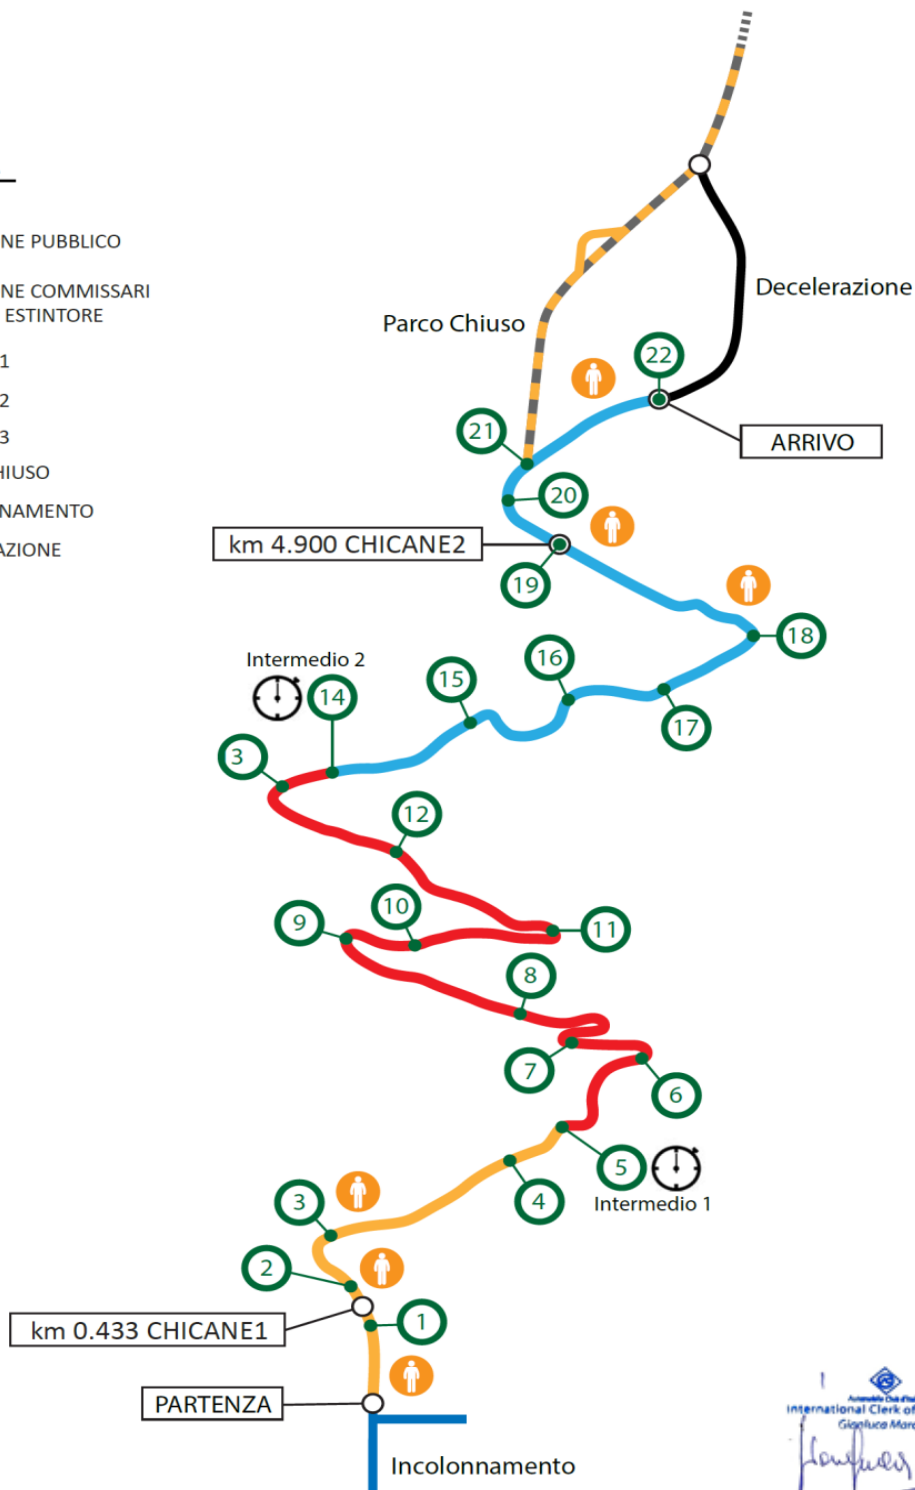 NE PUBBLICO
NE COMMISSARI
ESTINTORE
1
2
3
HIUSO
NAMENTO
AZIONE
Decelerazione
Parco Chiuso
22
ARRIVO
21
20
km 4.900 CHICANE2
19
18
Intermedio 2
14
15
16
17
3
12
9
10
11
8
7
6
5
Intermedio 1
4
3
2
km 0.433 CHICANE1
1
PARTENZA
Incolonnamento
International Clerk of
Gianluca Marc